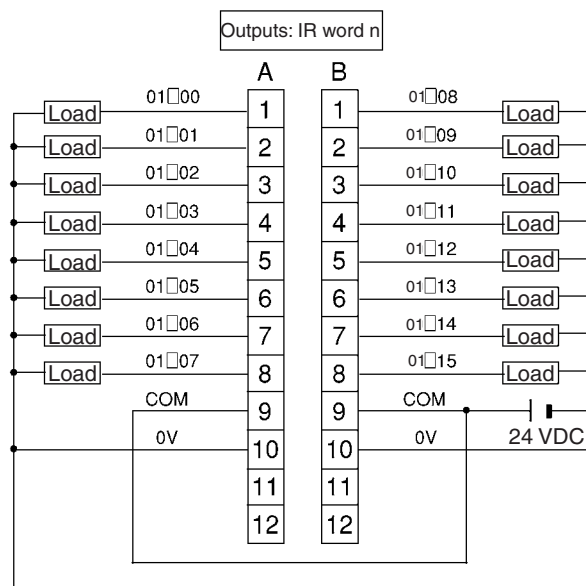 Outputs: IR word n
A B
Load 01□00 1 1 01□08 Load
Load 01□01 2 2 01□09 Load
Load 01□02 3 3 01□10 Load
Load 01□03 4 4 01□11 Load
Load 01□04 5 5 01□12 Load
Load 01□05 6 6 01□13 Load
Load 01□06 7 7 01□14 Load
Load 01□07 8 8 01□15 Load
COM 9 9 COM
0V 10 10 0V 24 VDC
11 11
12 12